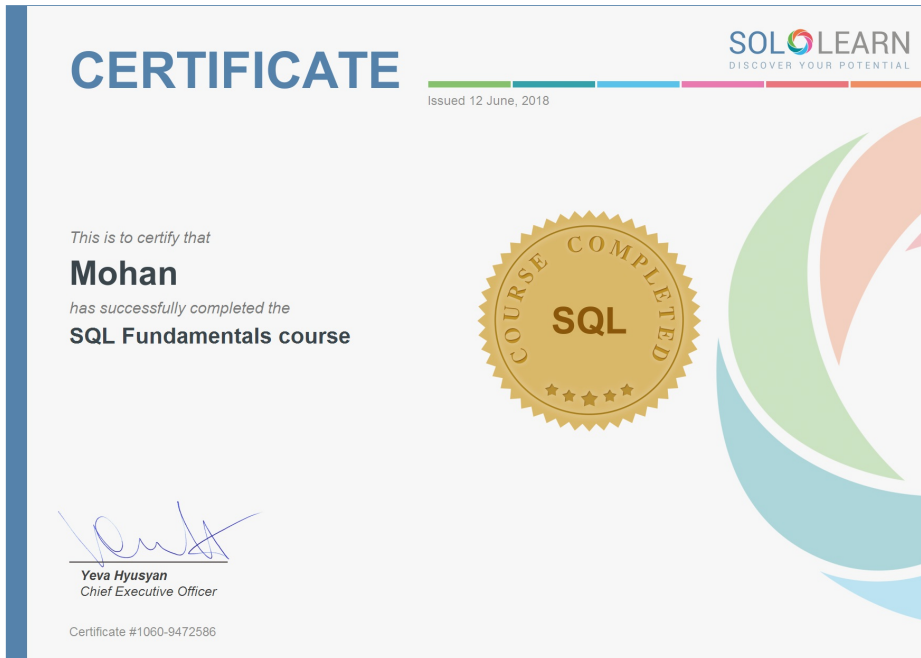 CERTIFICATE
SOLOLEARN
DISCOVER YOUR POTENTIAL
Issued 12 June, 2018
This is to certify that
Mohan
has successfully completed the
SQL Fundamentals course
COURSE COMPLETED
SQL
Yeva Hyusyan
Chief Executive Officer
Certificate #1060-9472586